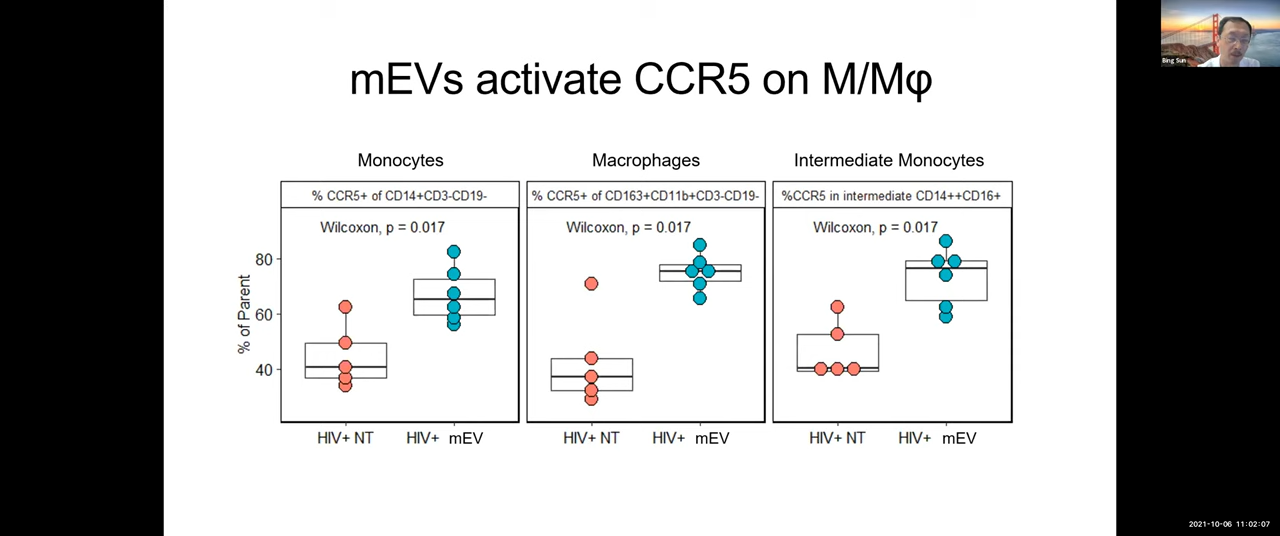 mEVs activate CCR5 on M/Mφ
Bing Sun
Monocytes
Macrophages
Intermediate Monocytes
% CCR5+ of CD14+CD3-CD19-
% CCR5+ of CD163+CD11b+CD3-CD19-
%CCR5 in intermediate CD14++CD16+
Wilcoxon, p = 0.017
Wilcoxon, p = 0.017
Wilcoxon, p = 0.017
% of Parent
80
60
40
HIV+ NT
HIV+ mEV
HIV+ NT
HIV+ mEV
HIV+ NT
HIV+ mEV
2021-10-06 11:02:07